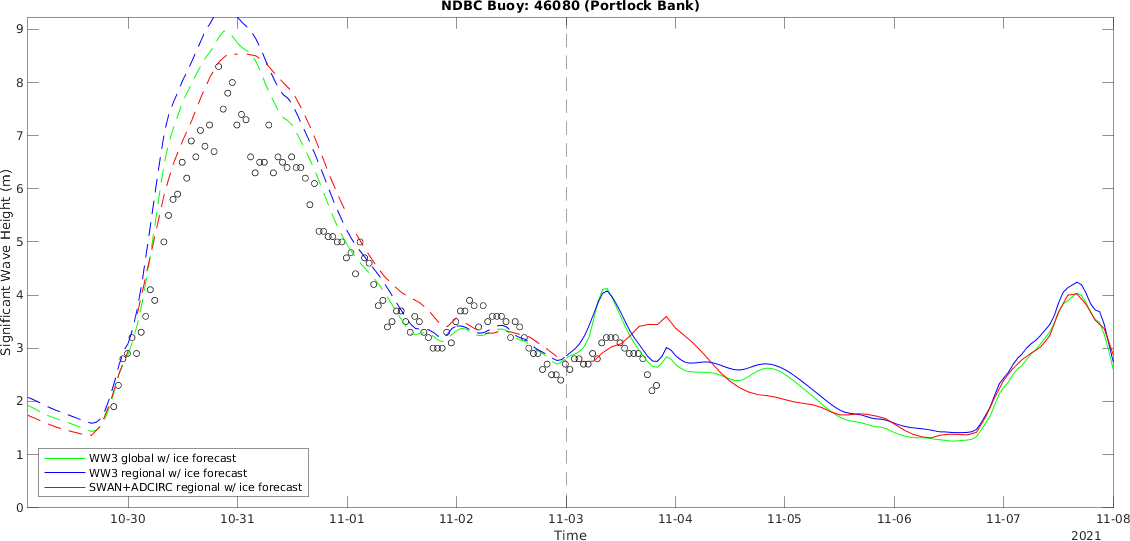 NDBC Buoy: 46080 (Portlock Bank)
9
8
7
6
5
4
3
2
1
0
Significant Wave Height (m)
WW3 global w/ ice forecast
WW3 regional w/ ice forecast
SWAN+ADCIRC regional w/ ice forecast
10-30 10-31 11-01 11-02 11-03 11-04 11-05 11-06 11-07 11-08
Time
2021